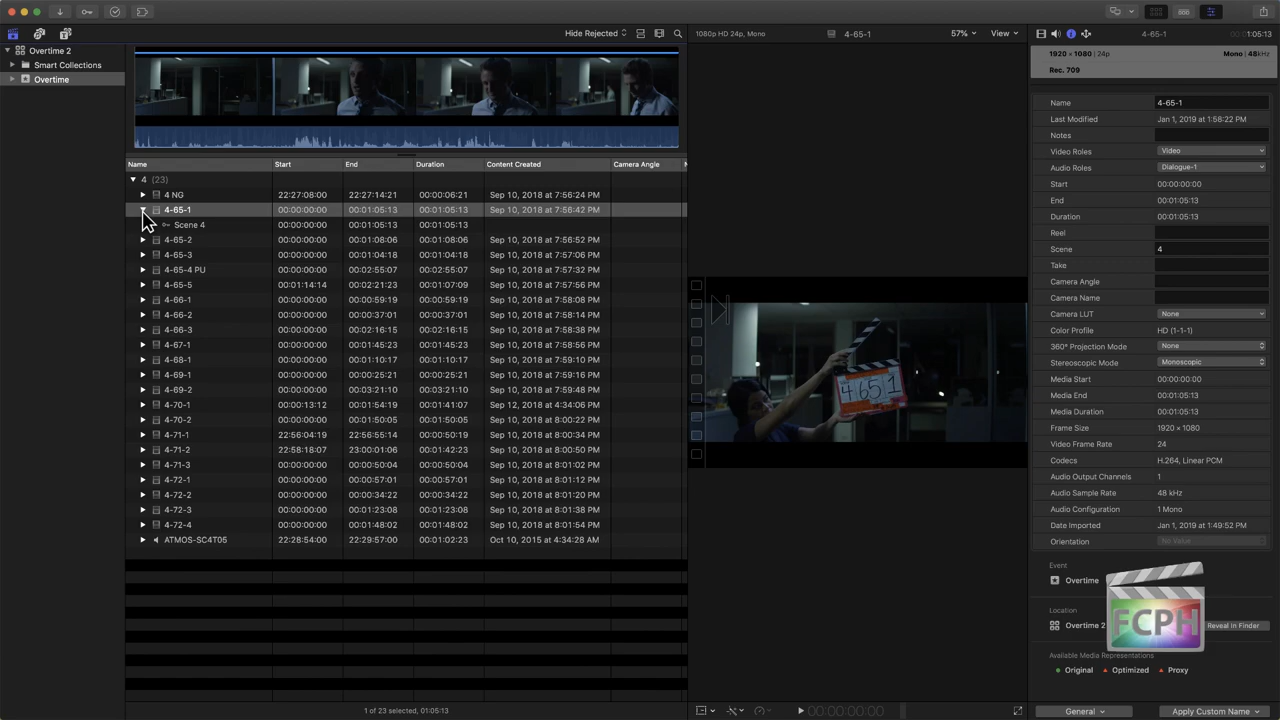 Hide Rejected
1080p HD 24p, Mono
4-65-1
57%
View
4-65-1
00:00:01:05:13
Overtime 2
Smart Collections
Overtime
1920 × 1080 | 24p
Mono | 48kHz
Rec. 709
Name Start End Duration Content Created Camera Angle
4 (23)
4 NG 22:27:08:00 22:27:14:21 00:00:06:21 Sep 10, 2018 at 7:56:24 PM
4-65-1 00:00:00:00 00:01:05:13 00:01:05:13 Sep 10, 2018 at 7:56:42 PM
Scene 4 00:00:00:00 00:01:05:13 00:01:05:13
4-65-2 00:00:00:00 00:01:08:06 00:01:08:06 Sep 10, 2018 at 7:56:52 PM
4-65-3 00:00:00:00 00:01:04:18 00:01:04:18 Sep 10, 2018 at 7:57:06 PM
4-65-4 PU 00:00:00:00 00:02:55:07 00:02:55:07 Sep 10, 2018 at 7:57:32 PM
4-65-5 00:01:14:14 00:02:21:23 00:01:07:09 Sep 10, 2018 at 7:57:56 PM
4-66-1 00:00:00:00 00:00:59:19 00:00:59:19 Sep 10, 2018 at 7:58:08 PM
4-66-2 00:00:00:00 00:00:37:01 00:00:37:01 Sep 10, 2018 at 7:58:14 PM
4-66-3 00:00:00:00 00:02:16:15 00:02:16:15 Sep 10, 2018 at 7:58:38 PM
4-67-1 00:00:00:00 00:01:45:23 00:01:45:23 Sep 10, 2018 at 7:58:56 PM
4-68-1 00:00:00:00 00:01:10:17 00:01:10:17 Sep 10, 2018 at 7:59:10 PM
4-69-1 00:00:00:00 00:00:25:21 00:00:25:21 Sep 10, 2018 at 7:59:16 PM
4-69-2 00:00:00:00 00:03:21:10 00:03:21:10 Sep 10, 2018 at 7:59:48 PM
4-70-1 00:00:13:12 00:01:54:19 00:01:41:07 Sep 12, 2018 at 4:34:06 PM
4-70-2 00:00:00:00 00:01:50:05 00:01:50:05 Sep 10, 2018 at 8:00:22 PM
4-71-1 22:56:04:19 22:56:55:14 00:00:50:19 Sep 10, 2018 at 8:00:34 PM
4-71-2 22:58:18:07 23:00:01:06 00:01:42:23 Sep 10, 2018 at 8:00:50 PM
4-71-3 00:00:00:00 00:00:50:04 00:00:50:04 Sep 10, 2018 at 8:01:02 PM
4-72-1 00:00:00:00 00:00:57:01 00:00:57:01 Sep 10, 2018 at 8:01:12 PM
4-72-2 00:00:00:00 00:00:34:22 00:00:34:22 Sep 10, 2018 at 8:01:20 PM
4-72-3 00:00:00:00 00:01:23:08 00:01:23:08 Sep 10, 2018 at 8:01:38 PM
4-72-4 00:00:00:00 00:01:48:02 00:01:48:02 Sep 10, 2018 at 8:01:54 PM
ATMOS-SC4T06 22:28:54:00 22:29:57:00 00:01:02:23 Oct 10, 2015 at 4:34:28 AM
1 of 23 selected, 01:05:13
4 65 1
00:00:00:00
Name 4-65-1
Last Modified Jan 1, 2019 at 1:58:22 PM
Notes
Video Roles Video
Audio Roles Dialogue-1
Start 00:00:00:00
End 00:01:05:13
Duration 00:01:05:13
Reel
Scene 4
Take
Camera Angle
Camera Name
Camera LUT None
Color Profile HD (1-1-1)
360° Projection Mode None
Stereoscopic Mode Monoscopic
Media Start 00:00:00:00
Media End 00:01:05:13
Media Duration 00:01:05:13
Frame Size 1920 × 1080
Video Frame Rate 24
Codecs H.264, Linear PCM
Audio Output Channels 1
Audio Sample Rate 48 kHz
Audio Configuration 1 Mono
Date Imported Jan 1, 2019 at 1:49:52 PM
Orientation No Value
Event
Overtime
Location
Overtime 2 Reveal in Finder
FCPH
Available Media Representations
Original Optimized Proxy
General Apply Custom Name